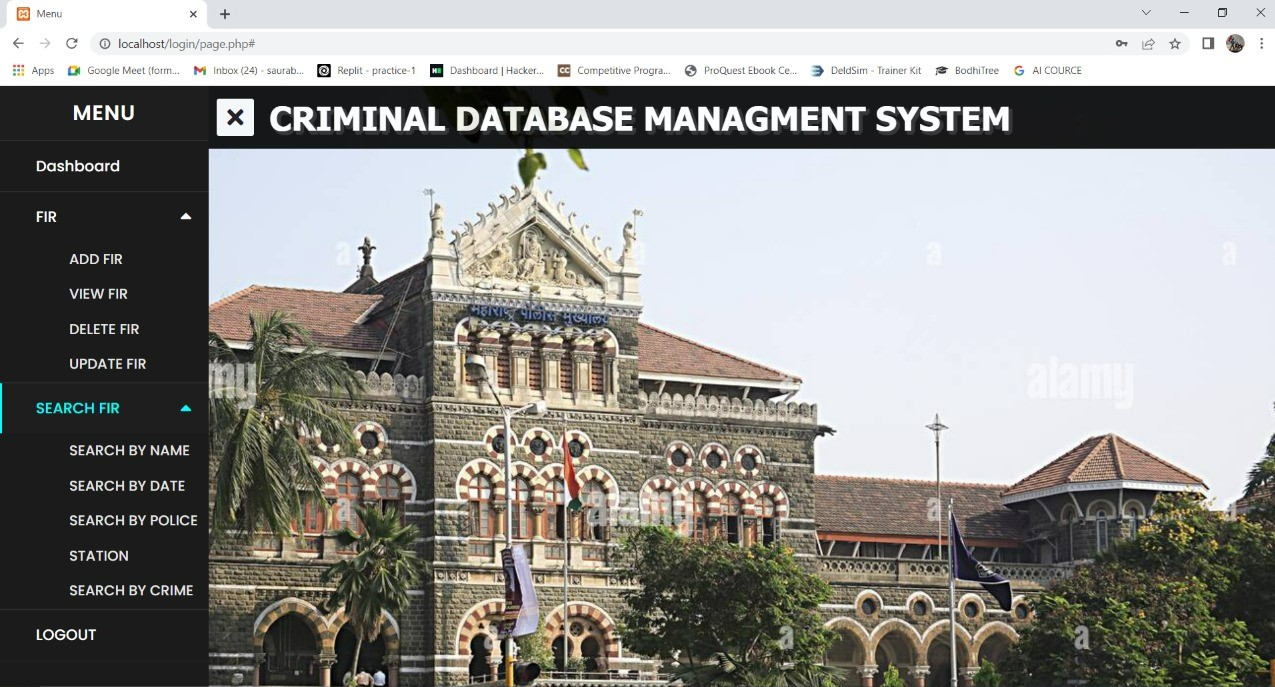 Menu
localhost/login/page.php#
Apps
Google Meet (form...
Inbox (24) - saurab...
Replit - practice-1
Dashboard | Hacker...
Competitive Progra...
ProQuest Ebook Ce...
DeldSim - Trainer Kit
BodhiTree
AI COURCE
MENU
CRIMINAL DATABASE MANAGMENT SYSTEM
Dashboard
FIR
ADD FIR
VIEW FIR
DELETE FIR
UPDATE FIR
SEARCH FIR
SEARCH BY NAME
SEARCH BY DATE
SEARCH BY POLICE
STATION
SEARCH BY CRIME
LOGOUT
महाराष्ट्र पोलीस मुख्यालय
alamy
alamy
a
a
a
a
a
a
a